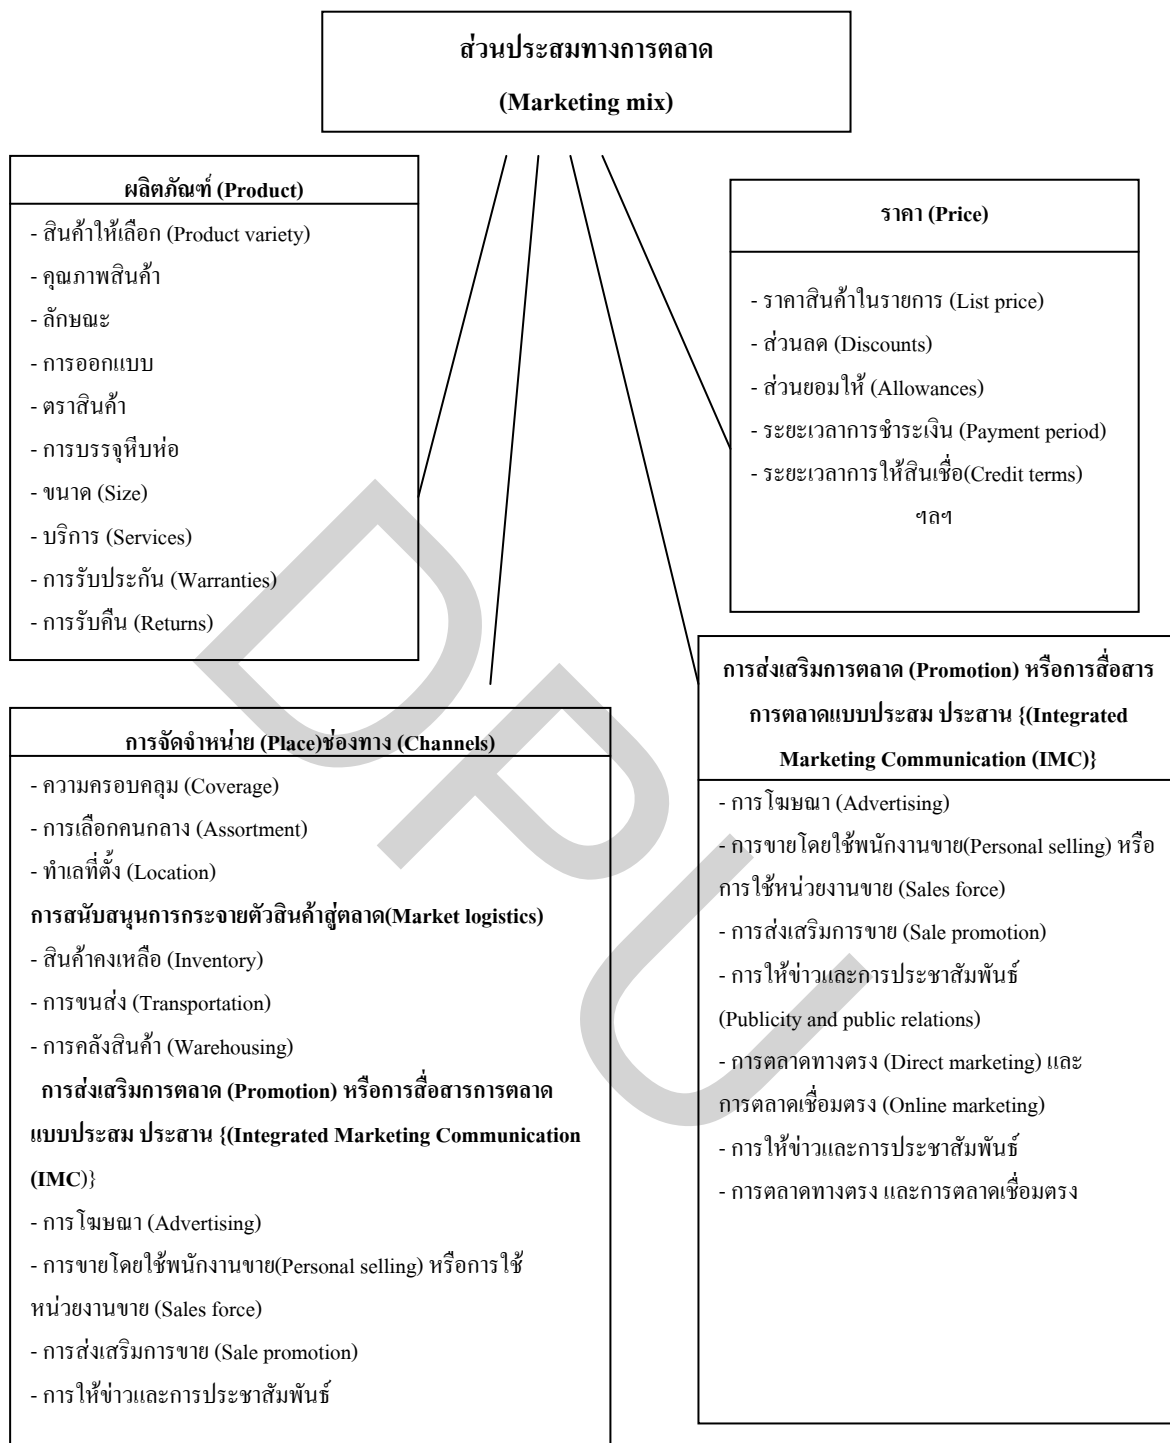 ส่วนประสมทางการตลาด
(Marketing mix)
ผลิตภัณฑ์ (Product)
- สินค้าให้เลือก (Product variety)
- คุณภาพสินค้า
- ลักษณะ
- การออกแบบ
- ตราสินค้า
- การบรรจุหีบห่อ
- ขนาด (Size)
- บริการ (Services)
- การรับประกัน (Warranties)
- การรับคืน (Returns)
ราคา (Price)
- ราคาสินค้าในรายการ (List price)
- ส่วนลด (Discounts)
- ส่วนยอมให้ (Allowances)
- ระยะเวลาการชำระเงิน (Payment period)
- ระยะเวลาการให้สินเชื่อ(Credit terms)
ฯลฯ
การจัดจำหน่าย (Place)ช่องทาง (Channels)
- ความครอบคลุม (Coverage)
- การเลือกคนกลาง (Assortment)
- ทำเลที่ตั้ง (Location)
การสนับสนุนการกระจายตัวสินค้าสู่ตลาด(Market logistics)
- สินค้าคงเหลือ (Inventory)
- การขนส่ง (Transportation)
- การคลังสินค้า (Warehousing)
การส่งเสริมการตลาด (Promotion) หรือการสื่อสารการตลาด
แบบประสม ประสาน {(Integrated Marketing Communication
(IMC)}
- การโฆษณา (Advertising)
- การขายโดยใช้พนักงานขาย(Personal selling) หรือการใช้
หน่วยงานขาย (Sales force)
- การส่งเสริมการขาย (Sale promotion)
- การให้ข่าวและการประชาสัมพันธ์
การส่งเสริมการตลาด (Promotion) หรือการสื่อสาร
การตลาดแบบประสม ประสาน {(Integrated
Marketing Communication (IMC)}
- การโฆษณา (Advertising)
- การขายโดยใช้พนักงานขาย(Personal selling) หรือ
การใช้หน่วยงานขาย (Sales force)
- การส่งเสริมการขาย (Sale promotion)
- การให้ข่าวและการประชาสัมพันธ์
(Publicity and public relations)
- การตลาดทางตรง (Direct marketing) และ
การตลาดเชื่อมตรง (Online marketing)
- การให้ข่าวและการประชาสัมพันธ์
- การตลาดทางตรง และการตลาดเชื่อมตรง
DPU